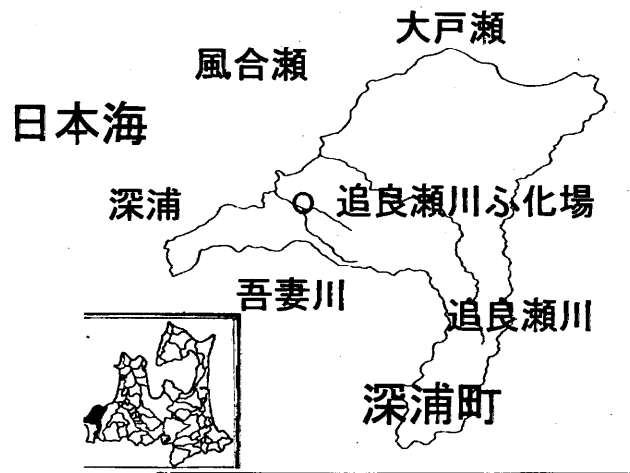 大戸瀬
風合瀬
日本海
深浦
追良瀬川ふ化場
吾妻川
追良瀬川
深浦町